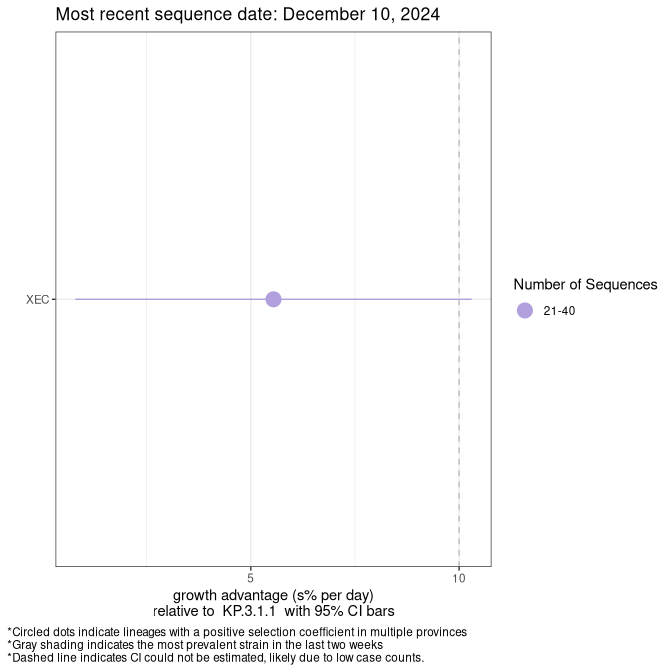 Most recent sequence date: December 10, 2024
XEC
Number of Sequences
21-40
5
10
growth advantage (s% per day)
relative to  KP.3.1.1  with 95% CI bars
*Circled dots indicate lineages with a positive selection coefficient in multiple provinces
*Gray shading indicates the most prevalent strain in the last two weeks
*Dashed line indicates CI could not be estimated, likely due to low case counts.